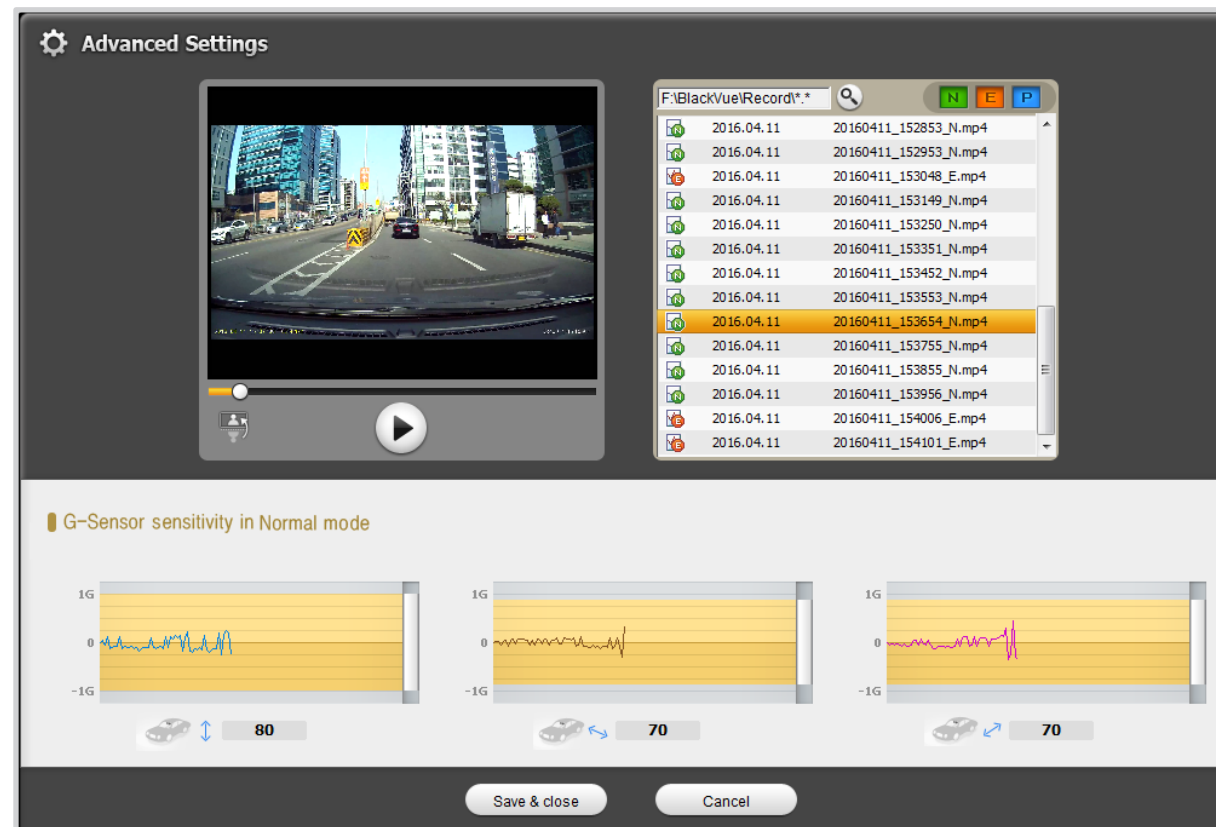 Advanced Settings
F:\BlackVue\Record\*.*
N E P
2016.04.11 20160411_152853_N.mp4
2016.04.11 20160411_152953_N.mp4
2016.04.11 20160411_153048_E.mp4
2016.04.11 20160411_153149_N.mp4
2016.04.11 20160411_153250_N.mp4
2016.04.11 20160411_153351_N.mp4
2016.04.11 20160411_153452_N.mp4
2016.04.11 20160411_153553_N.mp4
2016.04.11 20160411_153654_N.mp4
2016.04.11 20160411_153755_N.mp4
2016.04.11 20160411_153855_N.mp4
2016.04.11 20160411_153956_N.mp4
2016.04.11 20160411_154006_E.mp4
2016.04.11 20160411_154101_E.mp4
G-Sensor sensitivity in Normal mode
1G 1G 1G
0 0 0
-1G -1G -1G
80 70 70
Save & close Cancel